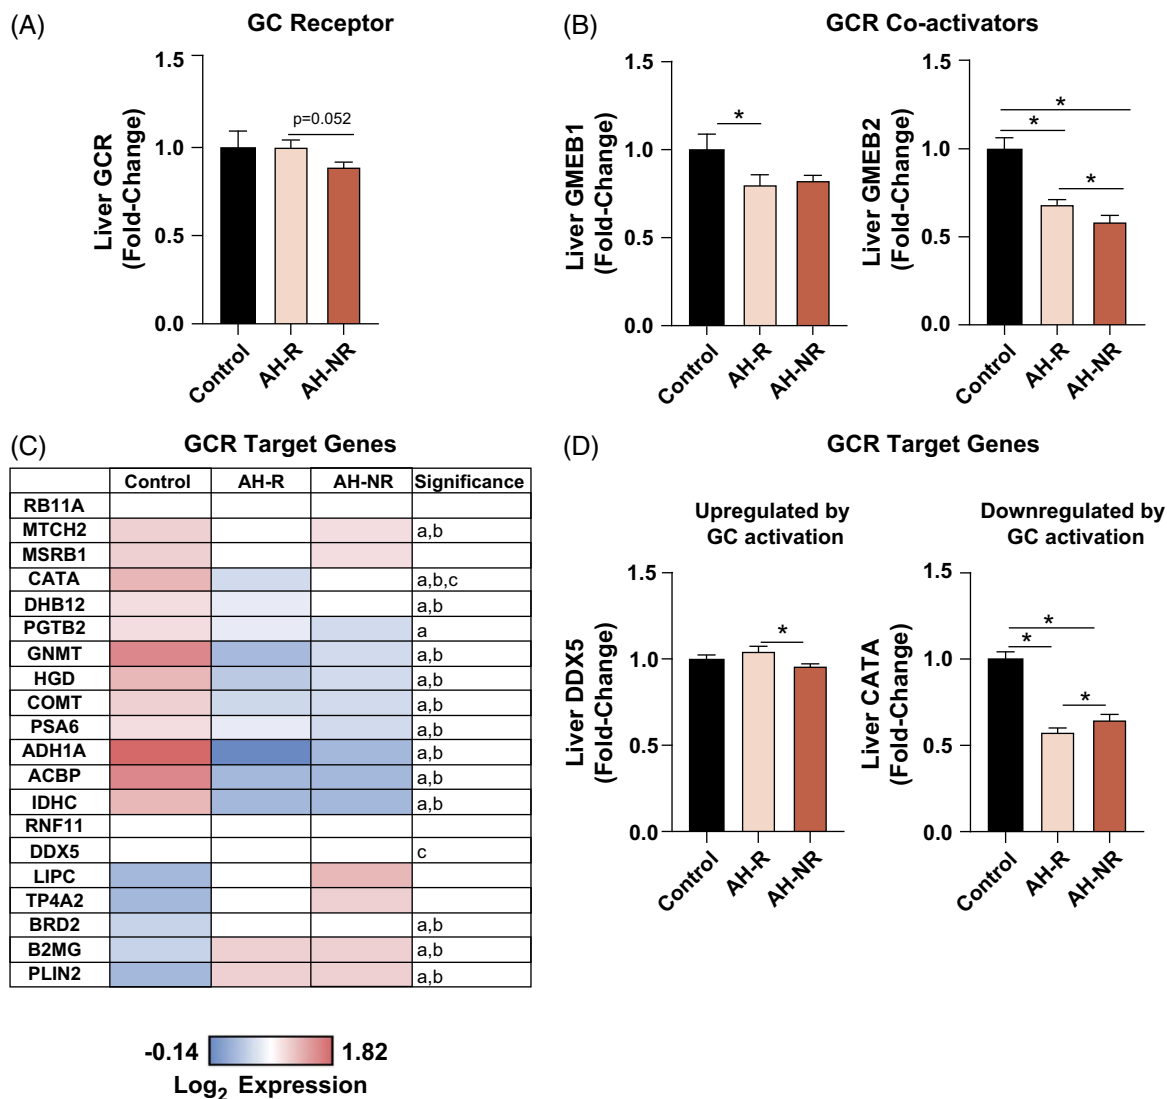 (A)
GC Receptor
Liver GCR
(Fold-Change)
1.5
1.0
0.5
0.0
p=0.052
Control
AH-R
AH-NR
(B)
GCR Co-activators
Liver GMEB1
(Fold-Change)
1.5
1.0
0.5
0.0
*
Control
AH-R
AH-NR
Liver GMEB2
(Fold-Change)
1.5
1.0
0.5
0.0
*
*
*
Control
AH-R
AH-NR
(C)
GCR Target Genes
Control AH-R AH-NR Significance
RB11A
MTCH2 a,b
MSRB1
CATA a,b,c
DHB12 a,b
PGTB2 a
GNMT a,b
HGD a,b
COMT a,b
PSA6 a,b
ADH1A a,b
ACBP a,b
IDHC a,b
RNF11
DDX5 c
LIPC
TP4A2
BRD2 a,b
B2MG a,b
PLIN2 a,b
-0.14 1.82
Log2 Expression
(D)
GCR Target Genes
Upregulated by
GC activation
Liver DDX5
(Fold-Change)
1.5
1.0
0.5
0.0
*
Control
AH-R
AH-NR
Downregulated by
GC activation
Liver CATA
(Fold-Change)
1.5
1.0
0.5
0.0
*
*
*
Control
AH-R
AH-NR